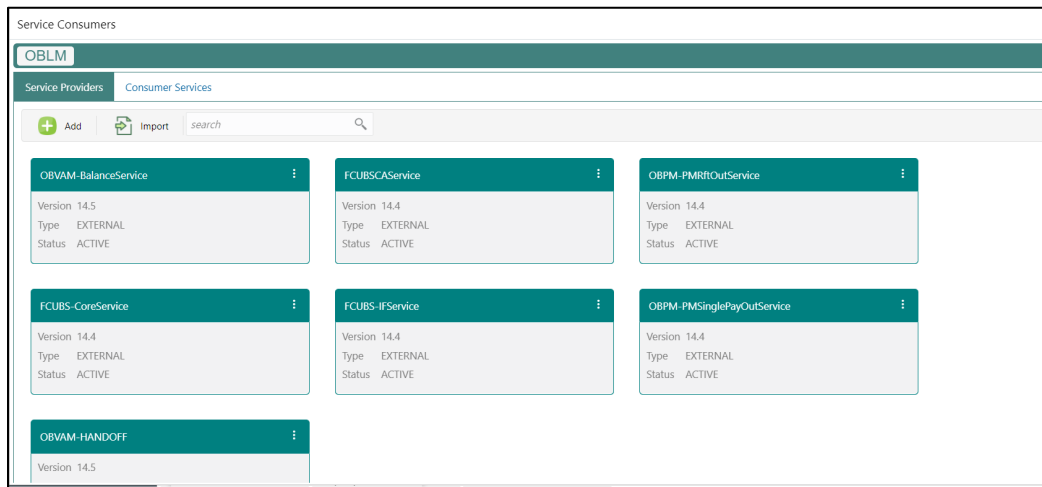 Service Consumers
OBLM
Service Providers Consumer Services
Add Import search
OBVAM-BalanceService FCUBSCAService OBPM-PMRftOutService
Version 14.5 Version 14.4 Version 14.4
Type EXTERNAL Type EXTERNAL Type EXTERNAL
Status ACTIVE Status ACTIVE Status ACTIVE
FCUBS-CoreService FCUBS-IFService OBPM-PMSinglePayOutService
Version 14.4 Version 14.4 Version 14.4
Type EXTERNAL Type EXTERNAL Type EXTERNAL
Status ACTIVE Status ACTIVE Status ACTIVE
OBVAM-HANDOFF
Version 14.5